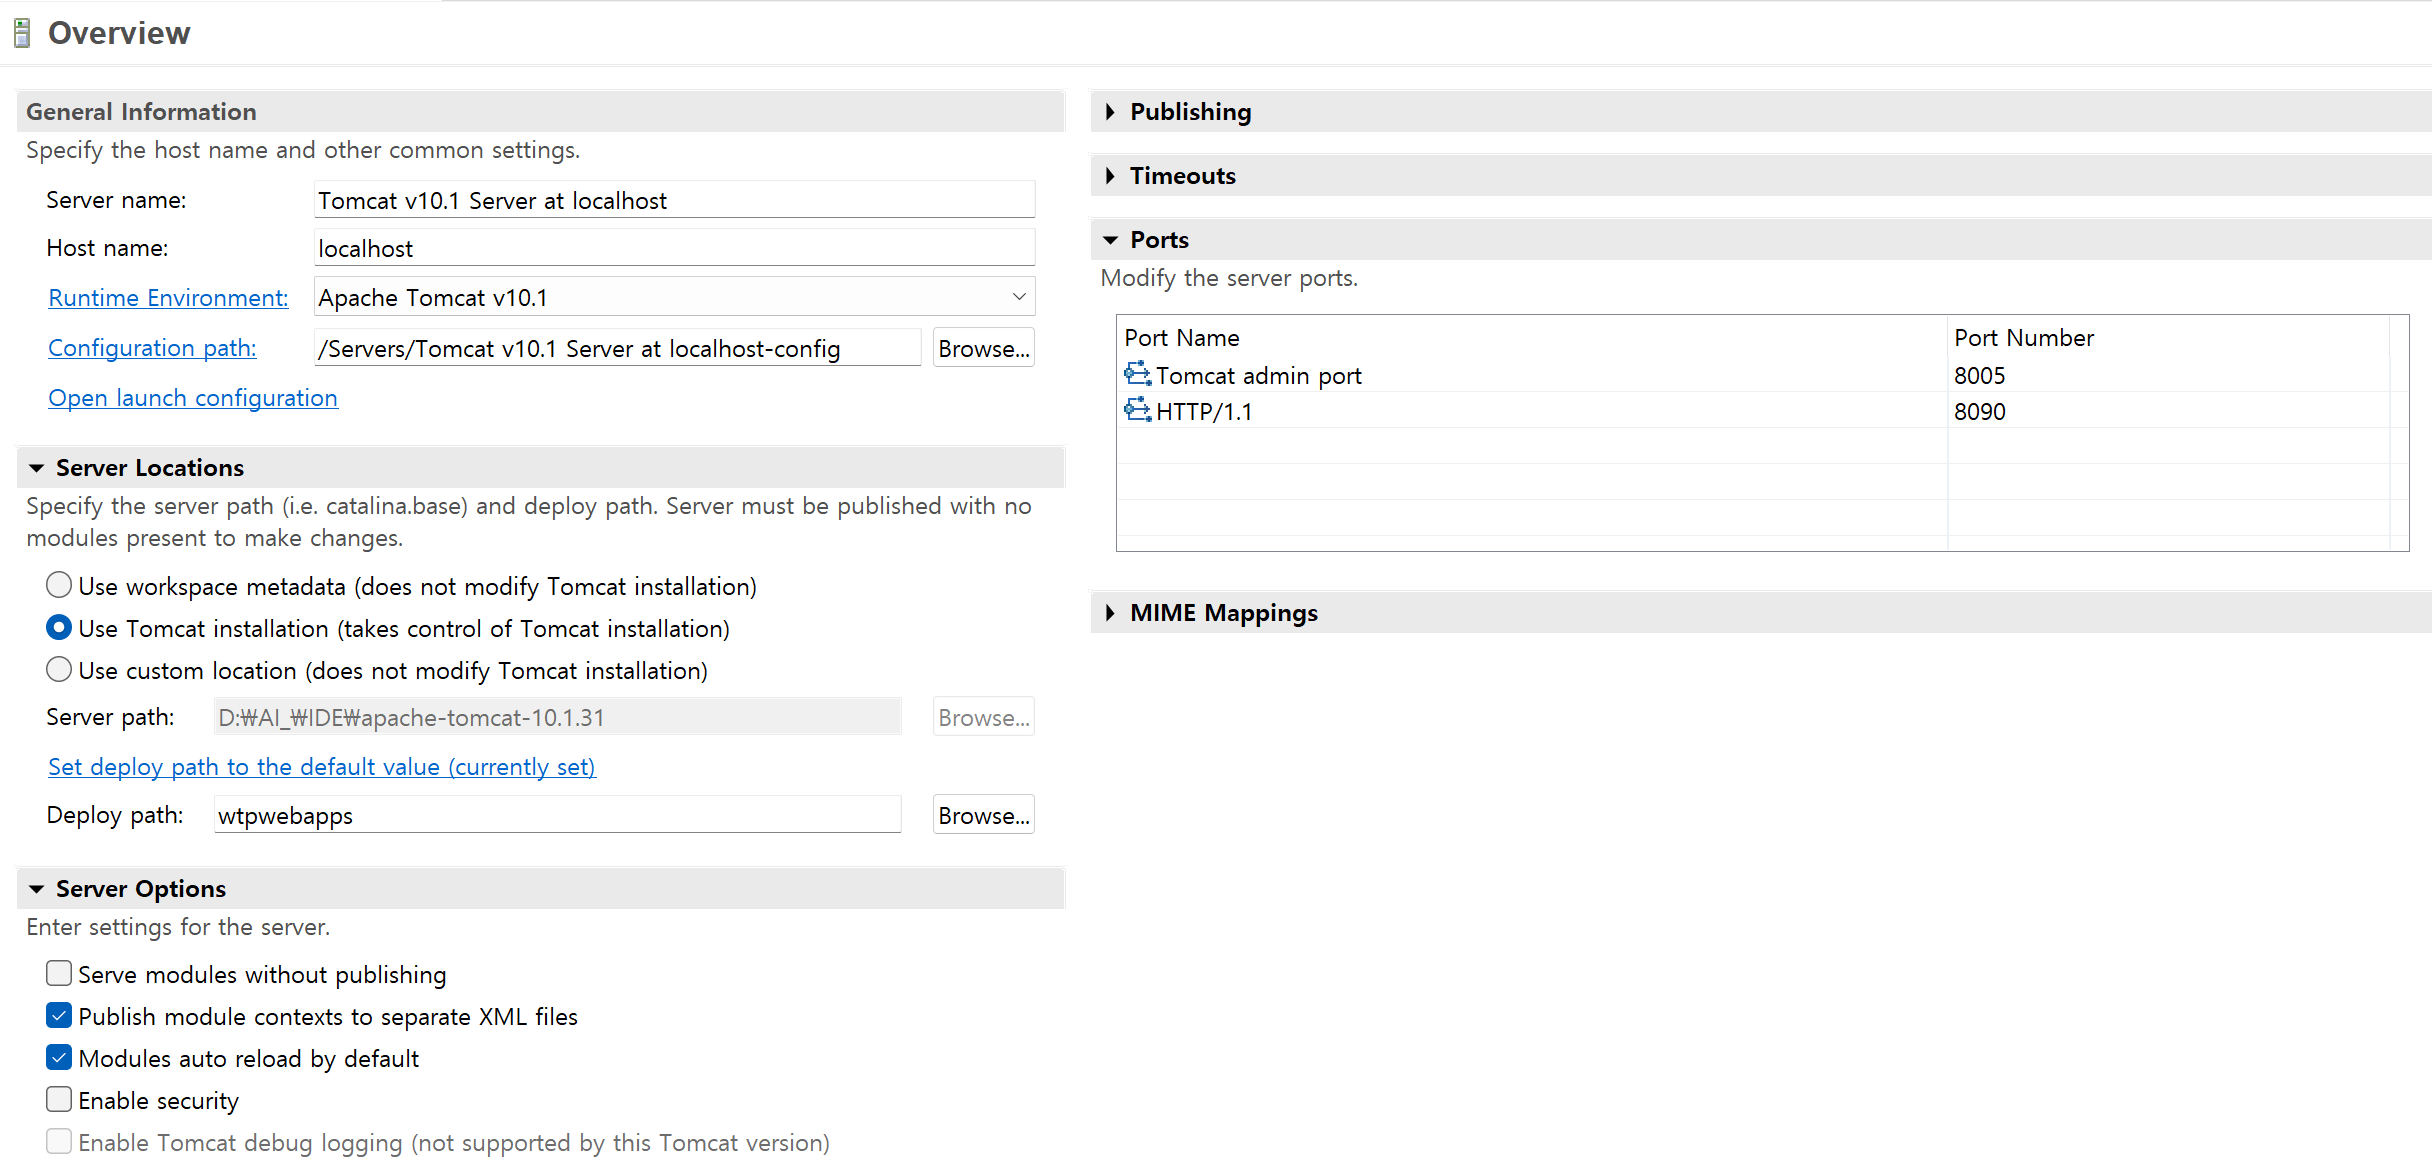 Overview
General Information
Specify the host name and other common settings.
Server name: Tomcat v10.1 Server at localhost
Host name: localhost
Runtime Environment: Apache Tomcat v10.1
Configuration path: /Servers/Tomcat v10.1 Server at localhost-config Browse...
Open launch configuration
Server Locations
Specify the server path (i.e. catalina.base) and deploy path. Server must be published with no
modules present to make changes.
Use workspace metadata (does not modify Tomcat installation)
Use Tomcat installation (takes control of Tomcat installation)
Use custom location (does not modify Tomcat installation)
Server path: D:₩AI_₩IDE₩apache-tomcat-10.1.31 Browse...
Set deploy path to the default value (currently set)
Deploy path: wtpwebapps Browse...
Server Options
Enter settings for the server.
Serve modules without publishing
Publish module contexts to separate XML files
Modules auto reload by default
Enable security
Enable Tomcat debug logging (not supported by this Tomcat version)
Publishing
Timeouts
Ports
Modify the server ports.
Port Name Port Number
Tomcat admin port 8005
HTTP/1.1 8090
MIME Mappings